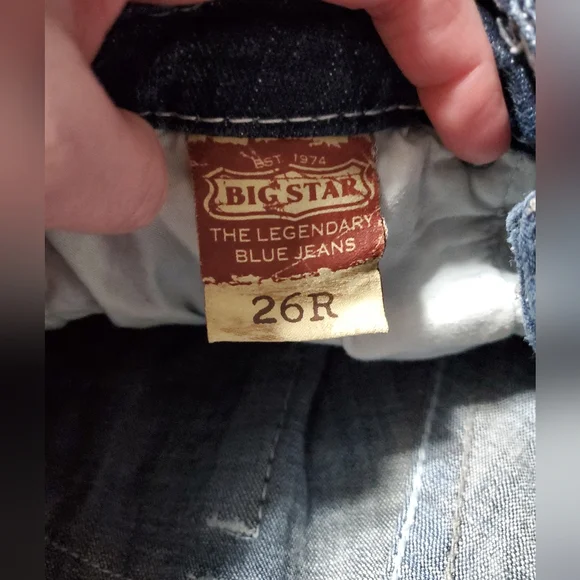 EST 1974
BIG STAR
THE LEGENDARY
BLUE JEANS
26R